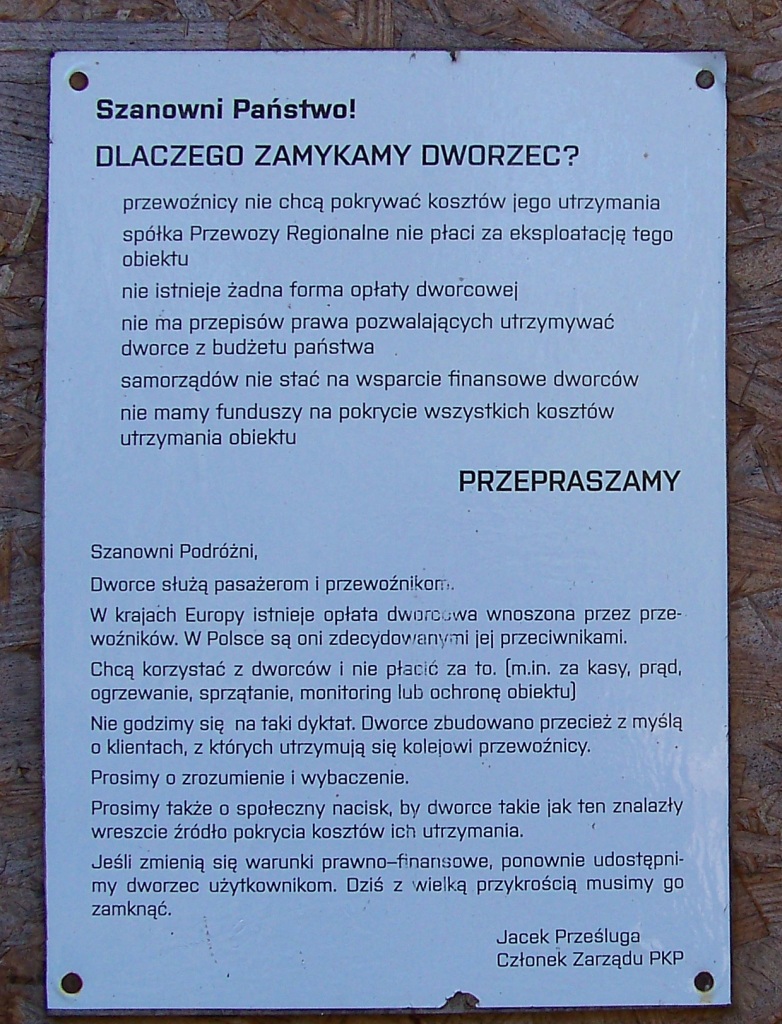 Szanowni Państwo!
DLACZEGO ZAMYKAMY DWORZEC?
przewoźnicy nie chcą pokrywać kosztów jego utrzymania
spółka Przewozy Regionalne nie płaci za eksploatację tego
obiektu
nie istnieje żadna forma opłaty dworcowej
nie ma przepisów prawa pozwalających utrzymywać
dworce z budżetu państwa
samorządów nie stać na wsparcie finansowe dworców
nie mamy funduszy na pokrycie wszystkich kosztów
utrzymania obiektu
PRZEPRASZAMY
Szanowni Podróżni,
Dworce służą pasażerom i przewoźnikom.
W krajach Europy istnieje opłata dworcowa wnoszona przez prze-
woźników. W Polsce są oni zdecydowanymi jej przeciwnikami.
Chcą korzystać z dworców i nie płacić za to. (m.in. za kasy, prąd,
ogrzewanie, sprzątanie, monitoring lub ochronę obiektu)
Nie godzimy się na taki dyktat. Dworce zbudowano przecież z myślą
o klientach, z których utrzymują się kolejowi przewoźnicy.
Prosimy o zrozumienie i wybaczenie.
Prosimy także o społeczny nacisk, by dworce takie jak ten znalazły
wreszcie źródło pokrycia kosztów ich utrzymania.
Jeśli zmienią się warunki prawno–finansowe, ponownie udostępni-
my dworzec użytkownikom. Dziś z wielką przykrością musimy go
zamknąć.
Jacek Prześluga
Członek Zarządu PKP